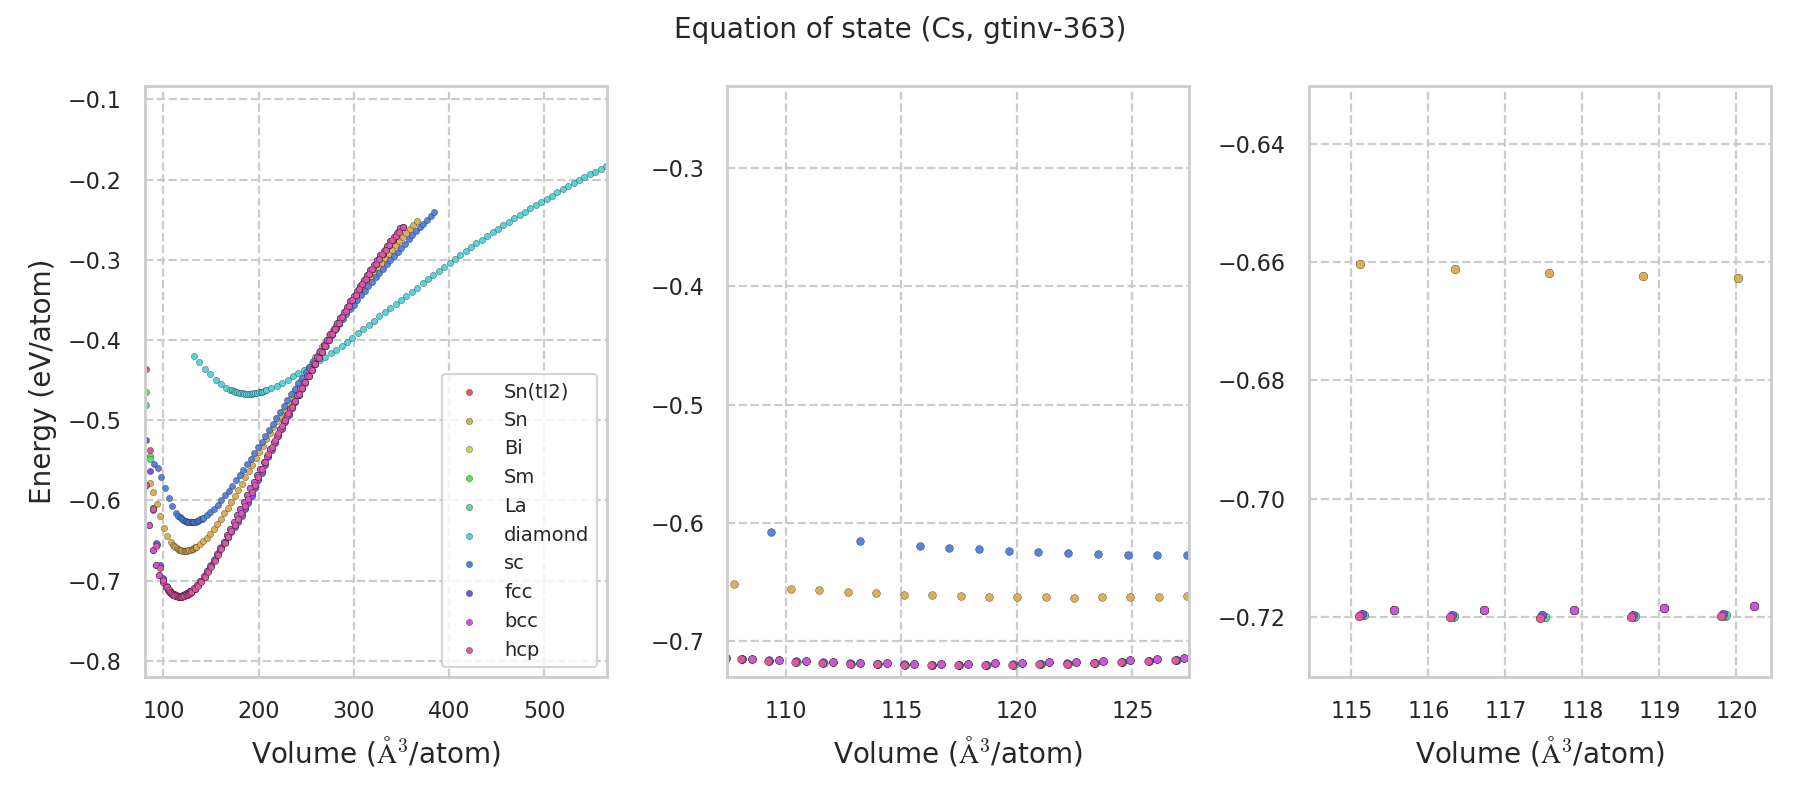 Equation of state (Cs, gtinv-363)
Energy (eV/atom)
−0.1
−0.2
−0.3
−0.4
−0.5
−0.6
−0.7
−0.8
100 200 300 400 500
Volume (Å³/atom)
Sn(tI2)
Sn
Bi
Sm
La
diamond
sc
fcc
bcc
hcp
−0.3
−0.4
−0.5
−0.6
−0.7
110 115 120 125
Volume (Å³/atom)
−0.64
−0.66
−0.68
−0.70
−0.72
115 116 117 118 119 120
Volume (Å³/atom)